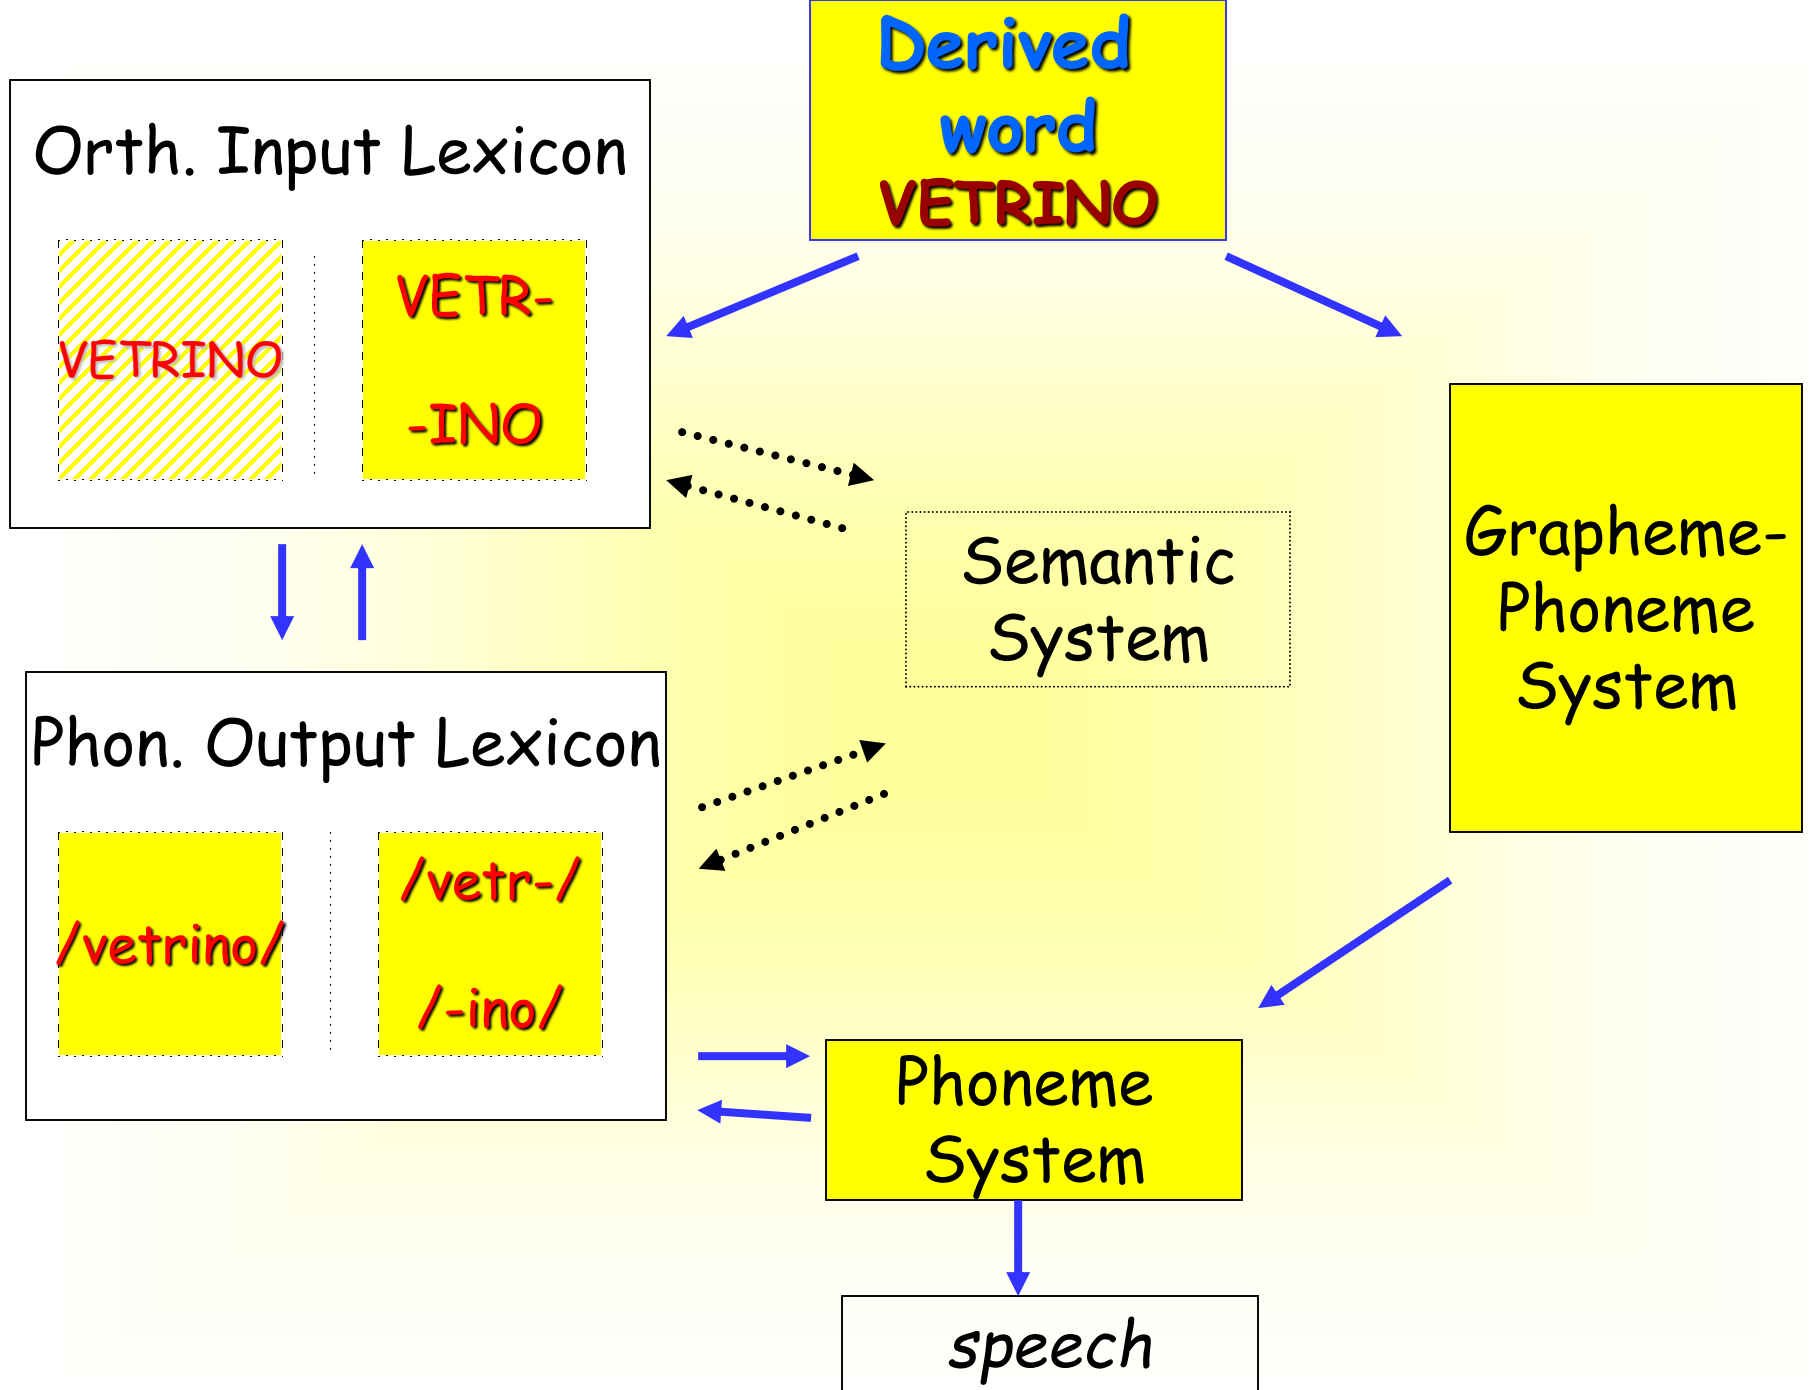 Derived
word
VETRINO
Orth. Input Lexicon
VETRINO
VETR-
-INO
Semantic
System
Grapheme-
Phoneme
System
Phon. Output Lexicon
/vetrino/
/vetr-/
/-ino/
Phoneme
System
speech